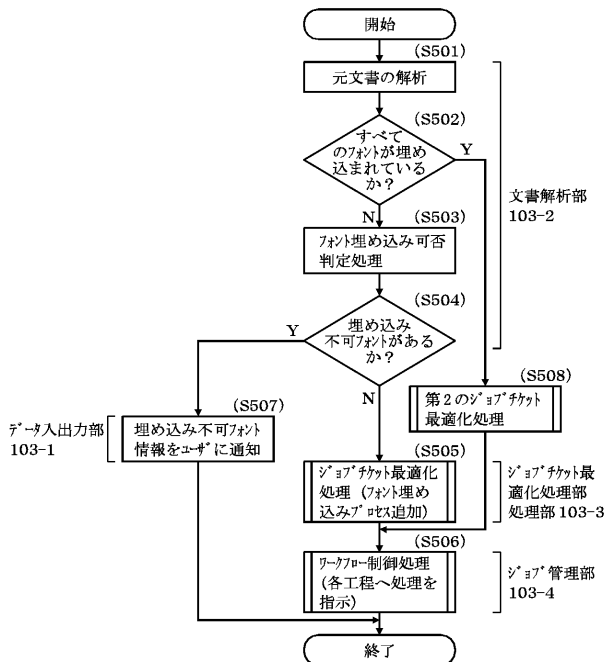 開始
(S501)
元文書の解析
(S502)
すべて
のフォントが埋め
込まれている
か?
Y
N
文書解析部
103-2
(S503)
フォント埋め込み可否
判定処理
(S504)
埋め込み
不可フォントがある
か?
Y
N
(S508)
第2のジョブチケット
最適化処理
(S507)
データ入出力部
103-1
埋め込み不可フォント
情報をユーザに通知
(S505)
ジョブチケット最適化
処理(フォント埋め
込みプロセス追加)
ジョブチケット最
適化処理部
処理部 103-3
(S506)
ワークフロー制御処理
(各工程へ処理を
指示)
ジョブ管理部
103-4
終了